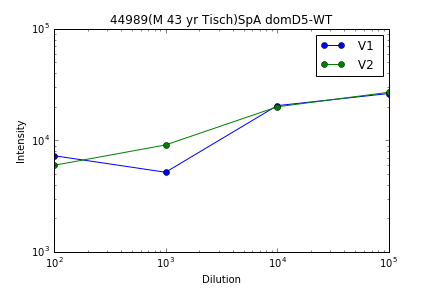 44989(M 43 yr Tisch)SpA domD5-WT
10^5
V1
V2
10^4
Intensity
10^3
10^2 10^3 10^4 10^5
Dilution